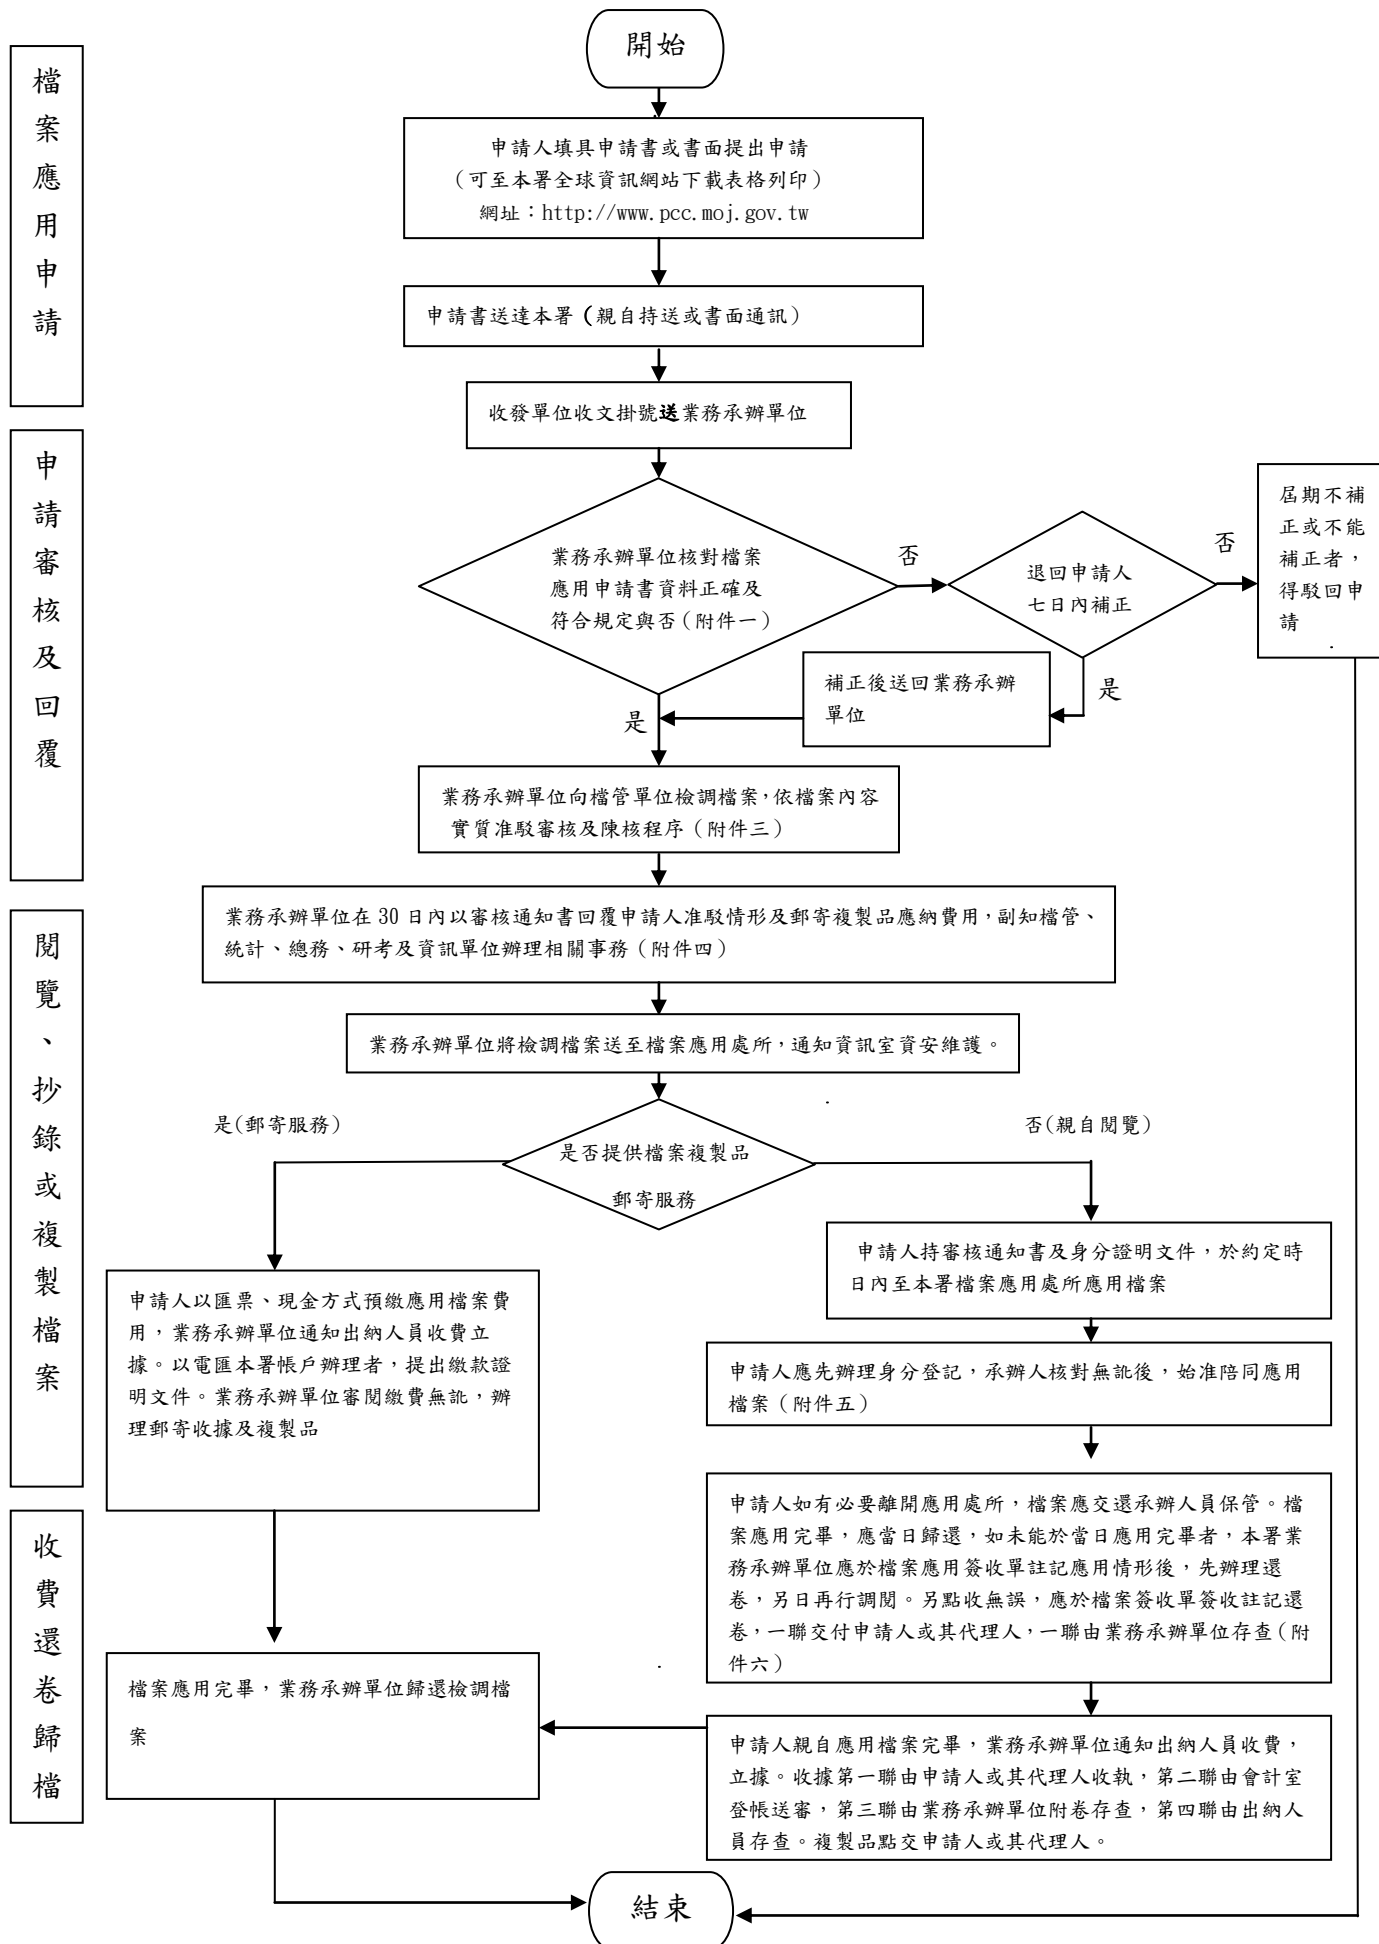 開始
檔案應用申請
申請人填具申請書或書面提出申請
（可至本署全球資訊網站下載表格列印）
網址：http://www.pcc.moj.gov.tw
申請書送達本署（親自持送或書面通訊）
收發單位收文掛號送業務承辦單位
申請審核及回覆
業務承辦單位核對檔案
應用申請書資料正確及
符合規定與否（附件一）
否
退回申請人
七日內補正
否
屆期不補
正或不能
補正者，
得駁回申
請
是
補正後送回業務承辦
單位
是
業務承辦單位向檔管單位檢調檔案，依檔案內容
實質准駁審核及陳核程序（附件三）
業務承辦單位在 30 日內以審核通知書回覆申請人准駁情形及郵寄複製品應納費用，副知檔管、
統計、總務、研考及資訊單位辦理相關事務（附件四）
閱覽、抄錄或複製檔案
業務承辦單位將檢調檔案送至檔案應用處所，通知資訊室資安維護。
是(郵寄服務)
否(親自閱覽)
是否提供檔案複製品
郵寄服務
申請人持審核通知書及身分證明文件，於約定時
日內至本署檔案應用處所應用檔案
申請人以匯票、現金方式預繳應用檔案費
用，業務承辦單位通知出納人員收費立
據。以電匯本署帳戶辦理者，提出繳款證
明文件。業務承辦單位審閱繳費無訛，辦
理郵寄收據及複製品
申請人應先辦理身分登記，承辦人核對無訛後，始准陪同應用
檔案（附件五）
申請人如有必要離開應用處所，檔案應交還承辦人員保管。檔
案應用完畢，應當日歸還，如未能於當日應用完畢者，本署業
務承辦單位應於檔案應用簽收單註記應用情形後，先辦理還
卷，另日再行調閱。另點收無誤，應於檔案簽收單簽收註記還
卷，一聯交付申請人或其代理人，一聯由業務承辦單位存查（附
件六）
收費還卷歸檔
檔案應用完畢，業務承辦單位歸還檢調檔
案
申請人親自應用檔案完畢，業務承辦單位通知出納人員收費，
立據。收據第一聯由申請人或其代理人收執，第二聯由會計室
登帳送審，第三聯由業務承辦單位附卷存查，第四聯由出納人
員存查。複製品點交申請人或其代理人。
結束